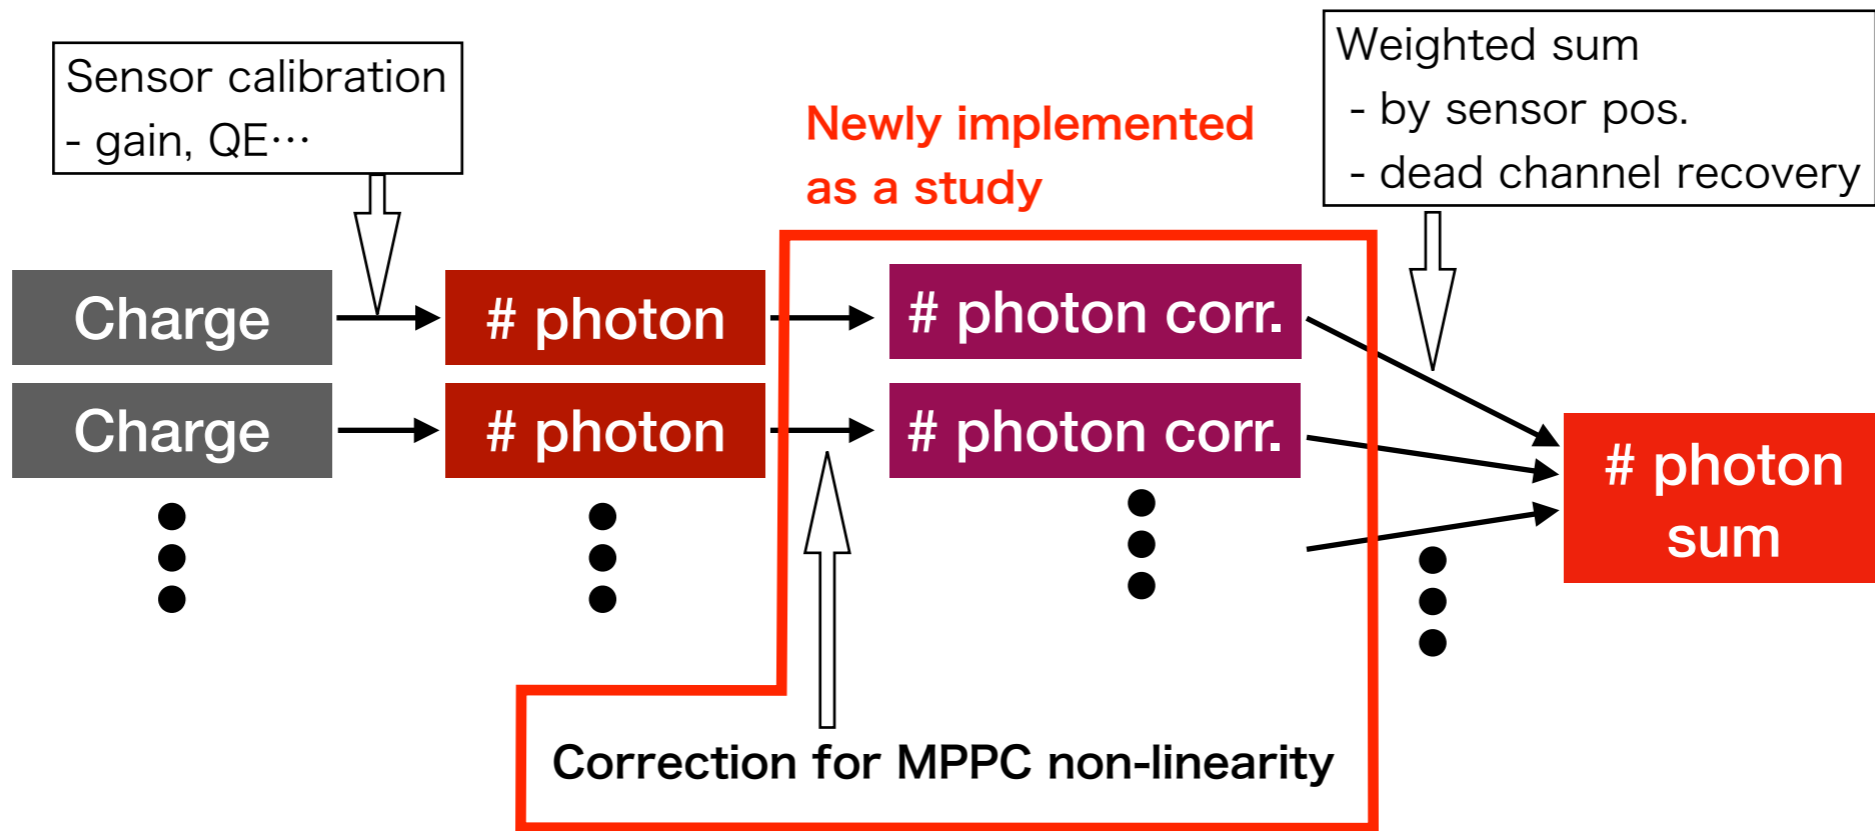 Sensor calibration
- gain, QE…
Newly implemented
as a study
Weighted sum
- by sensor pos.
- dead channel recovery
Charge
# photon
# photon corr.
Charge
# photon
# photon corr.
# photon
sum
Correction for MPPC non-linearity